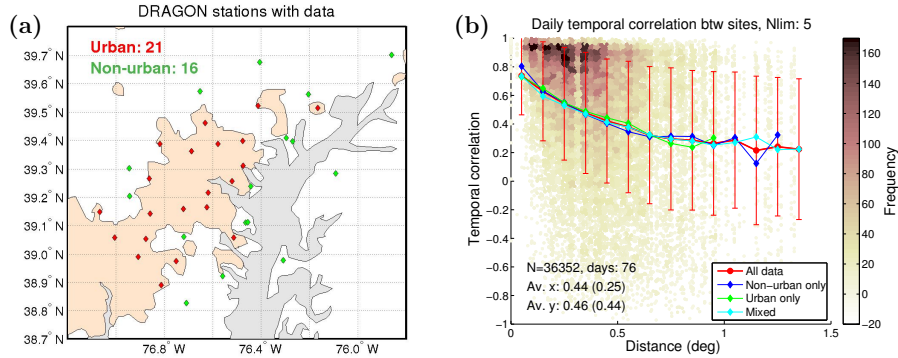 (a)
DRAGON stations with data
Urban: 21
Non-urban: 16
39.7° N
39.6° N
39.5° N
39.4° N
39.3° N
39.2° N
39.1° N
39.0° N
38.9° N
38.8° N
38.7° N
76.8° W
76.4° W
76.0° W
(b)
Daily temporal correlation btw sites, Nlim: 5
Temporal correlation
1
0.8
0.6
0.4
0.2
0
−0.2
−0.4
−0.6
−0.8
−1
N=36352, days: 76
Av. x: 0.44 (0.25)
Av. y: 0.46 (0.44)
All data
Non−urban only
Urban only
Mixed
0
0.5
1
1.5
Distance (deg)
160
140
120
100
80
60
40
20
0
−20
Frequency